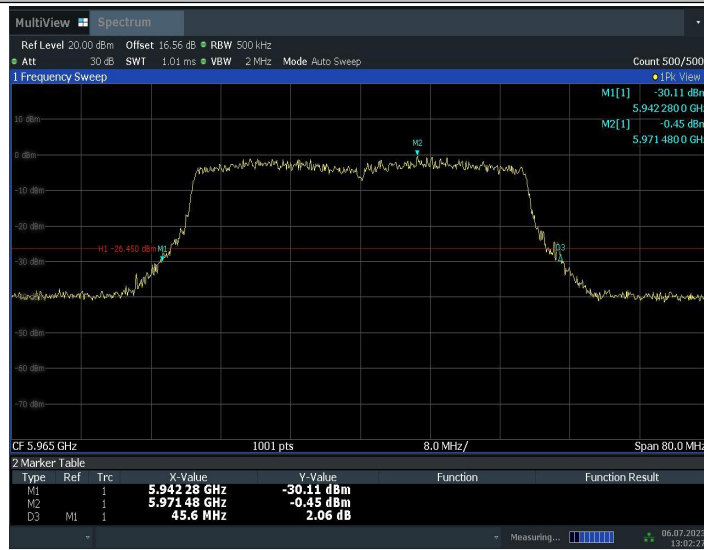 MultiView Spectrum
Ref Level 20.00 dBm Offset 16.56 dB RBW 500 kHz
Att 30 dB SWT 1.01 ms VBW 2 MHz Mode Auto Sweep Count 500/500
1 Frequency Sweep 1Pk View
M1[1] -30.11 dBm
5.942 280 0 GHz
M2[1] -0.45 dBm
5.971 480 0 GHz
10 dBm
M2
0 dBm
-10 dBm
-20 dBm
H1 -26.450 dBm M1 D3
-30 dBm
-50 dBm
-60 dBm
-70 dBm
CF 5.965 GHz 1001 pts 8.0 MHz/ Span 80.0 MHz
2 Marker Table
Type Ref Trc X-Value Y-Value Function Function Result
M1 1 5.942 28 GHz -30.11 dBm
M2 1 5.971 48 GHz -0.45 dBm
D3 M1 1 45.6 MHz 2.06 dB
Measuring... 06.07.2023
13:02:27